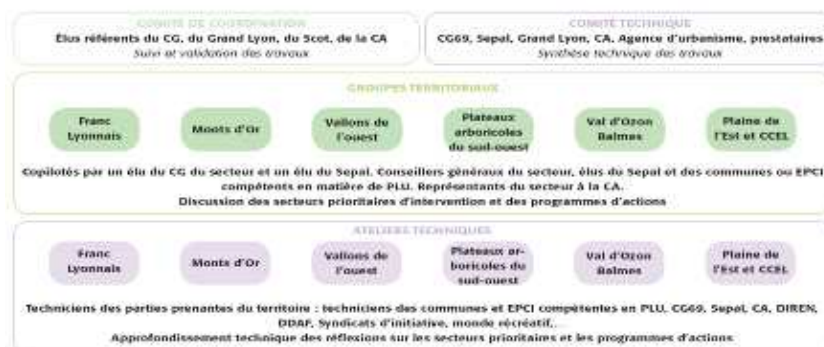 COMITÉ DE COORDINATION
Élus référents du CG, du Grand Lyon, du Scot, de la CA
Suivi et validation des travaux
COMITÉ TECHNIQUE
CG69, Sepal, Grand Lyon, CA, Agence d'urbanisme, prestataires
Synthèse technique des travaux
GROUPES TERRITORIAUX
Franc
Lyonnais
Monts d'Or
Vallons de
l'ouest
Plateaux
arboricoles
du sud-ouest
Val d'Ozon
Balmes
Plaine de
l'Est et CCEL
Copilotés par un élu du CG du secteur et un élu du Sepal. Conseillers généraux du secteur, élus du Sepal et des communes ou EPCI
compétents en matière de PLU. Représentants du secteur à la CA.
Discussion des secteurs prioritaires d'intervention et des programmes d'actions
ATELIERS TECHNIQUES
Franc
Lyonnais
Monts d'Or
Vallons de
l'ouest
Plateaux ar-
boricoles du
sud-ouest
Val d'Ozon
Balmes
Plaine de
l'Est et CCEL
Techniciens des parties prenantes du territoire : techniciens des communes et EPCI compétentes en PLU, CG69, Sepal, CA, DIREN,
DDAF, Syndicats d'initiative, monde récréatif,..
Approfondissement technique des réflexions sur les secteurs prioritaires et les programmes d'actions